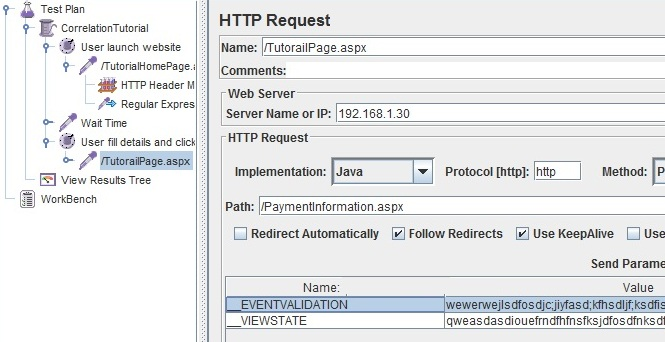 Test Plan
CorrelationTutorial
User launch website
/TutorialHomePage.a
HTTP Header M
Regular Expres
Wait Time
User fill details and click
/TutorailPage.aspx
View Results Tree
WorkBench
HTTP Request
Name: /TutorailPage.aspx
Comments:
Web Server
Server Name or IP: 192.168.1.30
HTTP Request
Implementation: Java Protocol [http]: http Method: P
Path: /PaymentInformation.aspx
Redirect Automatically Follow Redirects Use KeepAlive Use
Send Parame
Name: Value
__EVENTVALIDATION wewerwejlsdfosdjc;jiyfasd;kfhsdljf;ksdfis
__VIEWSTATE qweasdasdiouefrndfhfnsfksjdfosdfnksdf